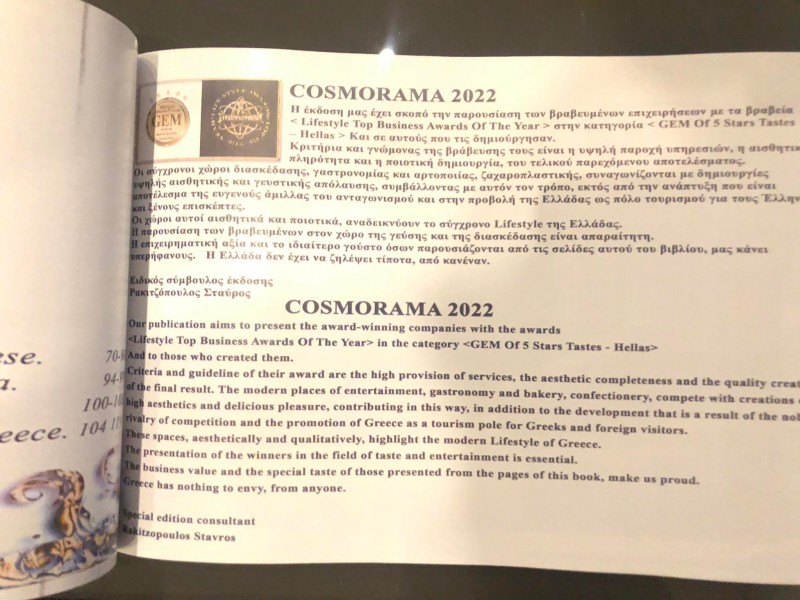 ese.
70-9
a.
94-9
100-10
eece. 104 11
GEM
COSMORAMA 2022
Η έκδοση μας έχει σκοπό την παρουσίαση των βραβευμένων επιχειρήσεων με τα βραβεία
< Lifestyle Top Business Awards Of The Year > στην κατηγορία < GEM Of 5 Stars Tastes
– Hellas > Και σε αυτούς που τις δημιούργησαν.
Κριτήρια και γνώμονας της βράβευσης τους είναι η υψηλή παροχή υπηρεσιών, η αισθητικ
πληρότητα και η ποιοτική δημιουργία, του τελικού παρεχόμενου αποτελέσματος.
Οι σύγχρονοι χώροι διασκέδασης, γαστρονομίας και αρτοποιίας, ζαχαροπλαστικής, συναγωνίζονται με δημιουργίες
υψηλής αισθητικής και γευστικής απόλαυσης, συμβάλλοντας με αυτόν τον τρόπο, εκτός από την ανάπτυξη που είναι
αποτέλεσμα της ευγενούς άμιλλας του ανταγωνισμού και στην προβολή της Ελλάδας ως πόλο τουρισμού για τους Έλλην
και ξένους επισκέπτες.
Οι χώροι αυτοί αισθητικά και ποιοτικά, αναδεικνύουν το σύγχρονο Lifestyle της Ελλάδας.
Η παρουσίαση των βραβευμένων στον χώρο της γεύσης και της διασκέδασης είναι απαραίτητη.
Η επιχειρηματική αξία και το ιδιαίτερο γούστο όσων παρουσιάζονται από τις σελίδες αυτού του βιβλίου, μας κάνει
υπερήφανους. Η Ελλάδα δεν έχει να ζηλέψει τίποτα, από κανέναν.
Ειδικός σύμβουλος έκδοσης
Ρακιτζόπουλος Σταύρος
COSMORAMA 2022
Our publication aims to present the award-winning companies with the awards
<Lifestyle Top Business Awards Of The Year> in the category <GEM Of 5 Stars Tastes - Hellas>
And to those who created them.
Criteria and guideline of their award are the high provision of services, the aesthetic completeness and the quality creat
of the final result. The modern places of entertainment, gastronomy and bakery, confectionery, compete with creations o
high aesthetics and delicious pleasure, contributing in this way, in addition to the development that is a result of the nob
rivalry of competition and the promotion of Greece as a tourism pole for Greeks and foreign visitors.
These spaces, aesthetically and qualitatively, highlight the modern Lifestyle of Greece.
The presentation of the winners in the field of taste and entertainment is essential.
The business value and the special taste of those presented from the pages of this book, make us proud.
Greece has nothing to envy, from anyone.
Special edition consultant
Rakitzopoulos Stavros